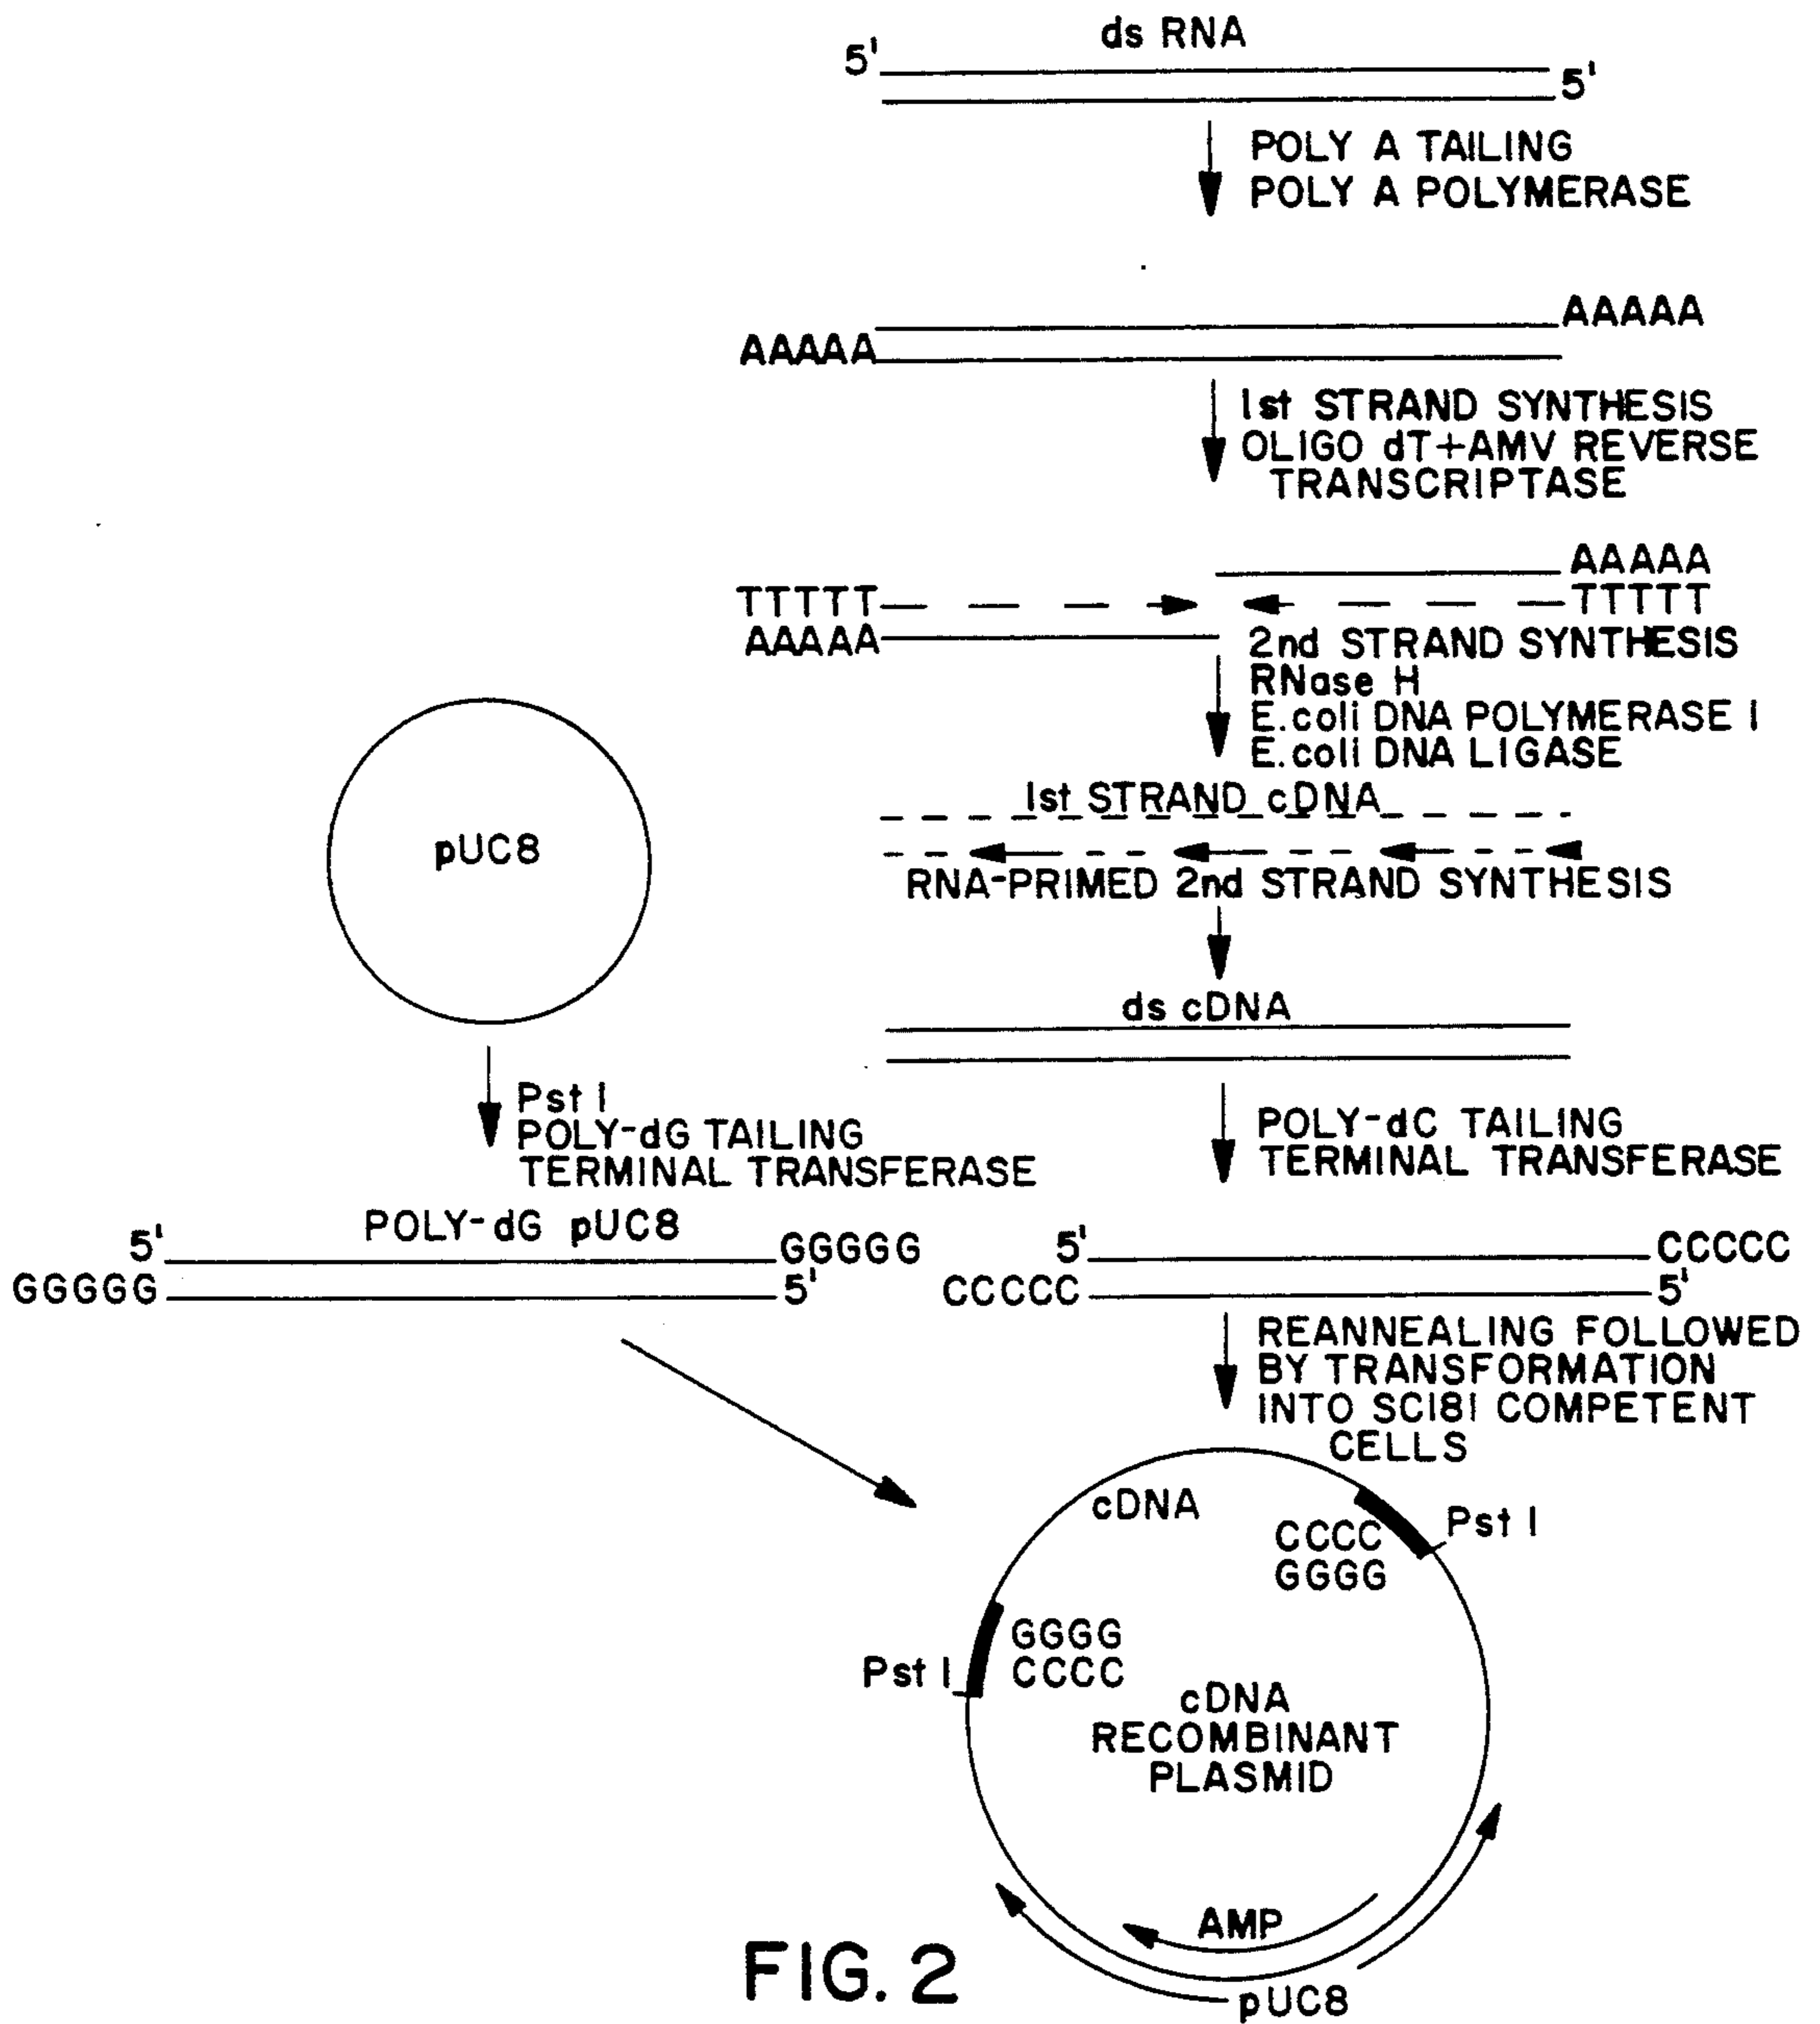 ds RNA
5'
5'
POLY A TAILING
POLY A POLYMERASE
AAAAA
AAAAA
1st STRAND SYNTHESIS
OLIGO dT+AMV REVERSE
TRANSCRIPTASE
AAAAA
TTTTT
TTTTT
AAAAA
2nd STRAND SYNTHESIS
RNase H
E.coli DNA POLYMERASE I
E.coli DNA LIGASE
1st STRAND cDNA
RNA-PRIMED 2nd STRAND SYNTHESIS
pUC8
ds cDNA
Pst I
POLY-dG TAILING
TERMINAL TRANSFERASE
POLY-dC TAILING
TERMINAL TRANSFERASE
POLY-dG pUC8
5'
GGGGG
GGGGG
5'
5'
CCCCC
CCCCC
5'
REANNEALING FOLLOWED
BY TRANSFORMATION
INTO SC181 COMPETENT
CELLS
cDNA
CCCC
GGGG
Pst I
GGGG
CCCC
Pst I
cDNA
RECOMBINANT
PLASMID
AMP
pUC8
FIG. 2